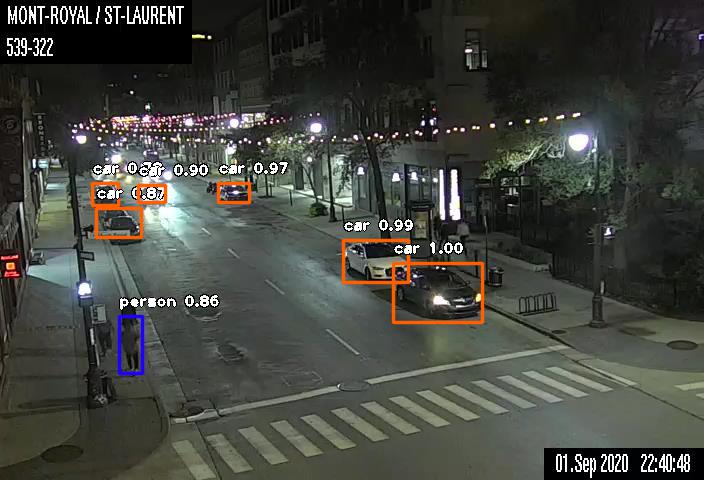 MONT-ROYAL / ST-LAURENT
539-322
car 0.90
car 0.97
car 0.87
car 0.99
car 1.00
person 0.86
01.Sep 2020 22:40:48